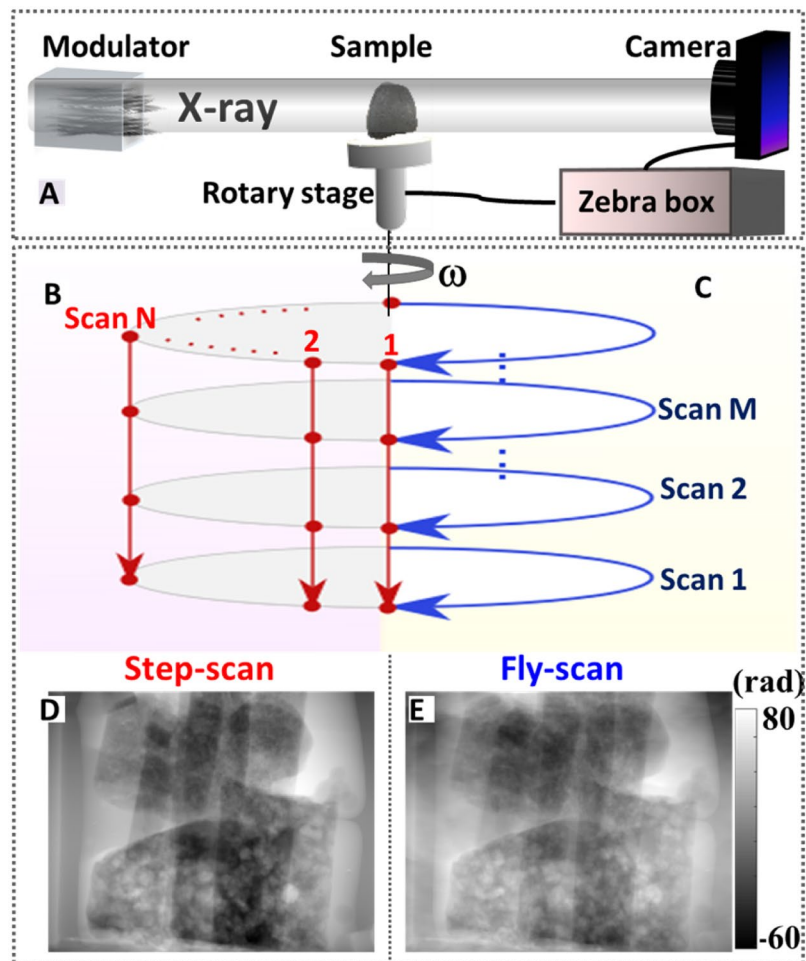 Modulator
Sample
Camera
X-ray
A
Rotary stage
Zebra box
ω
B
C
Scan N
2
1
Scan M
Scan 2
Scan 1
Step-scan
Fly-scan
(rad)
D
E
80
-60